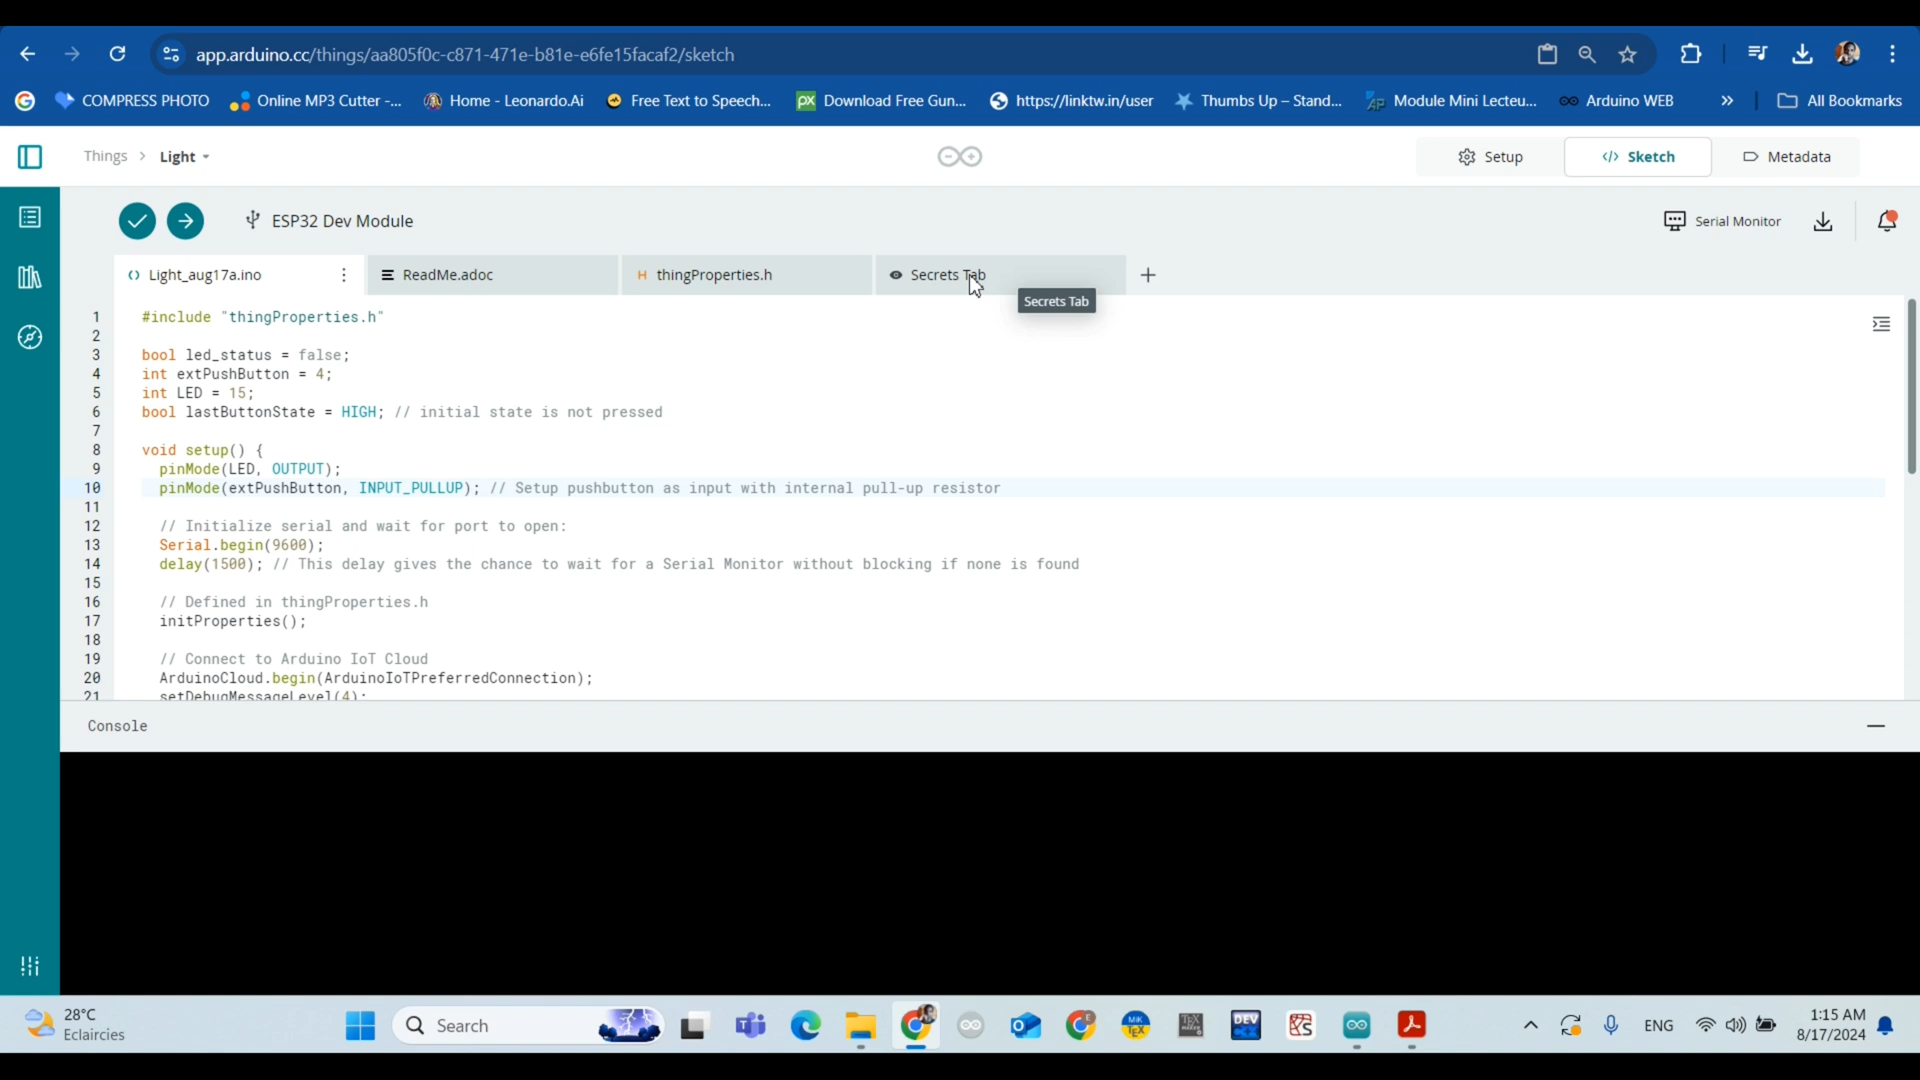 app.arduino.cc/things/aa805f0c-c871-471e-b81e-e6fe15facaf2/sketch
COMPRESS PHOTO
Online MP3 Cutter -...
Home - Leonardo.Ai
Free Text to Speech...
Download Free Gun...
https://linktw.in/user
Thumbs Up – Stand...
Module Mini Lecteu...
Arduino WEB
»
All Bookmarks
Things > Light
Setup
</> Sketch
Metadata
ESP32 Dev Module
Serial Monitor
Light_aug17a.ino
ReadMe.adoc
H thingProperties.h
Secrets Tab
Secrets Tab
1 #include "thingProperties.h"
2
3 bool led_status = false;
4 int extPushButton = 4;
5 int LED = 15;
6 bool lastButtonState = HIGH; // initial state is not pressed
7
8 void setup() {
9 pinMode(LED, OUTPUT);
10 pinMode(extPushButton, INPUT_PULLUP); // Setup pushbutton as input with internal pull-up resistor
11
12 // Initialize serial and wait for port to open:
13 Serial.begin(9600);
14 delay(1500); // This delay gives the chance to wait for a Serial Monitor without blocking if none is found
15
16 // Defined in thingProperties.h
17 initProperties();
18
19 // Connect to Arduino IoT Cloud
20 ArduinoCloud.begin(ArduinoIoTPreferredConnection);
21 setDebugMessageLevel(4);
Console
28°C
Eclaircies
Search
DEV
ENG
1:15 AM
8/17/2024